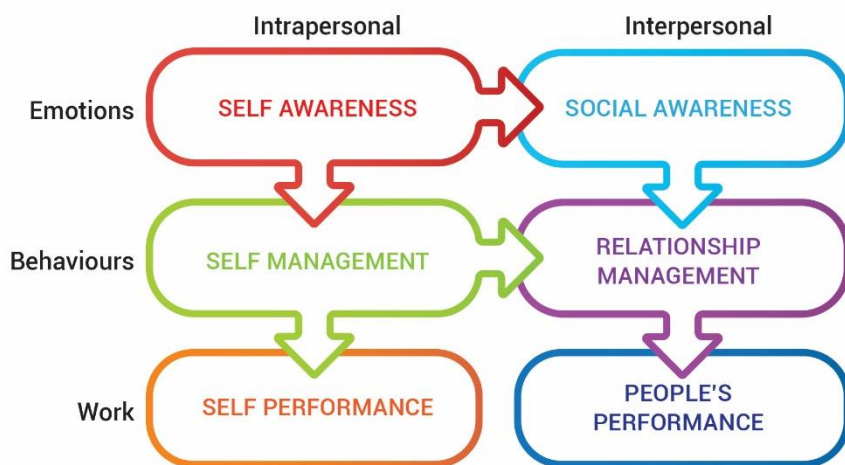 Intrapersonal
Interpersonal
Emotions
SELF AWARENESS
SOCIAL AWARENESS
Behaviours
SELF MANAGEMENT
RELATIONSHIP
MANAGEMENT
Work
SELF PERFORMANCE
PEOPLE'S
PERFORMANCE